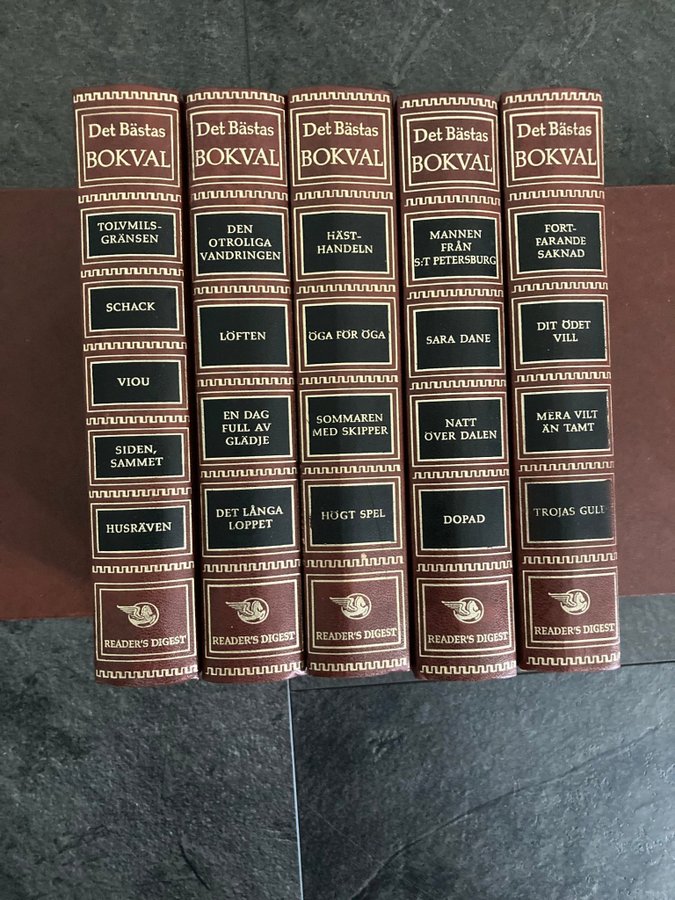 Det Bästas
BOKVAL
TOLVMILS-
GRÄNSEN
SCHACK
VIOU
SIDEN,
SAMMET
HUSRÄVEN
READER'S DIGEST
Det Bästas
BOKVAL
DEN
OTROLIGA
VANDRINGEN
LÖFTEN
EN DAG
FULL AV
GLÄDJE
DET LÅNGA
LOPPET
READER'S DIGEST
Det Bästas
BOKVAL
HÄST-
HANDELN
ÖGA FÖR ÖGA
SOMMAREN
MED SKIPPER
HÖGT SPEL
READER'S DIGEST
Det Bästas
BOKVAL
MANNEN
FRÅN
S:T PETERSBURG
SARA DANE
NATT
ÖVER DALEN
DOPAD
READER'S DIGEST
Det Bästas
BOKVAL
FORT-
FARANDE
SAKNAD
DIT ÖDET
VILL
MERA VILT
ÄN TAMT
TROJAS GULD
READER'S DIGEST